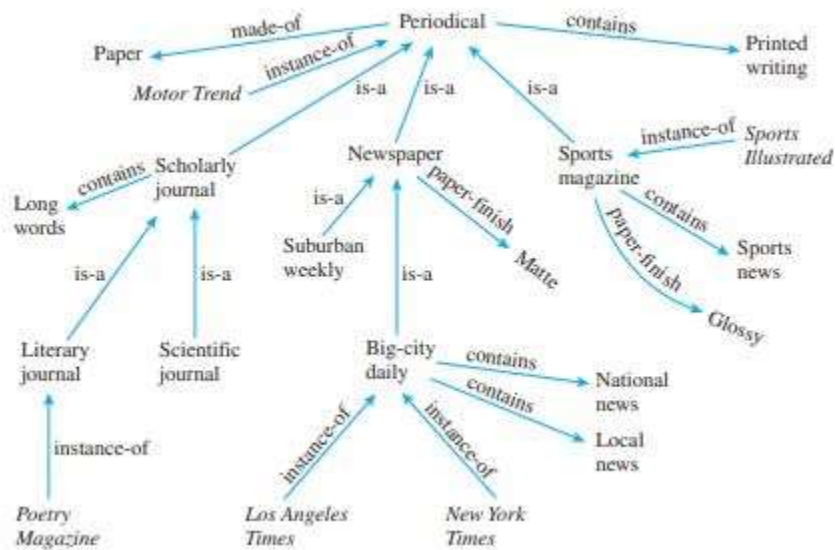 Periodical
made-of
contains
Paper
Printed
writing
instance-of
Motor Trend
is-a
is-a
is-a
instance-of
Sports
Illustrated
Scholarly
journal
Newspaper
Sports
magazine
contains
Long
words
is-a
paper-finish
contains
paper-finish
Suburban
weekly
Matte
Sports
news
is-a
is-a
is-a
Glossy
Literary
journal
Scientific
journal
Big-city
daily
contains
National
news
contains
Local
news
instance-of
instance-of
instance-of
Poetry
Magazine
Los Angeles
Times
New York
Times